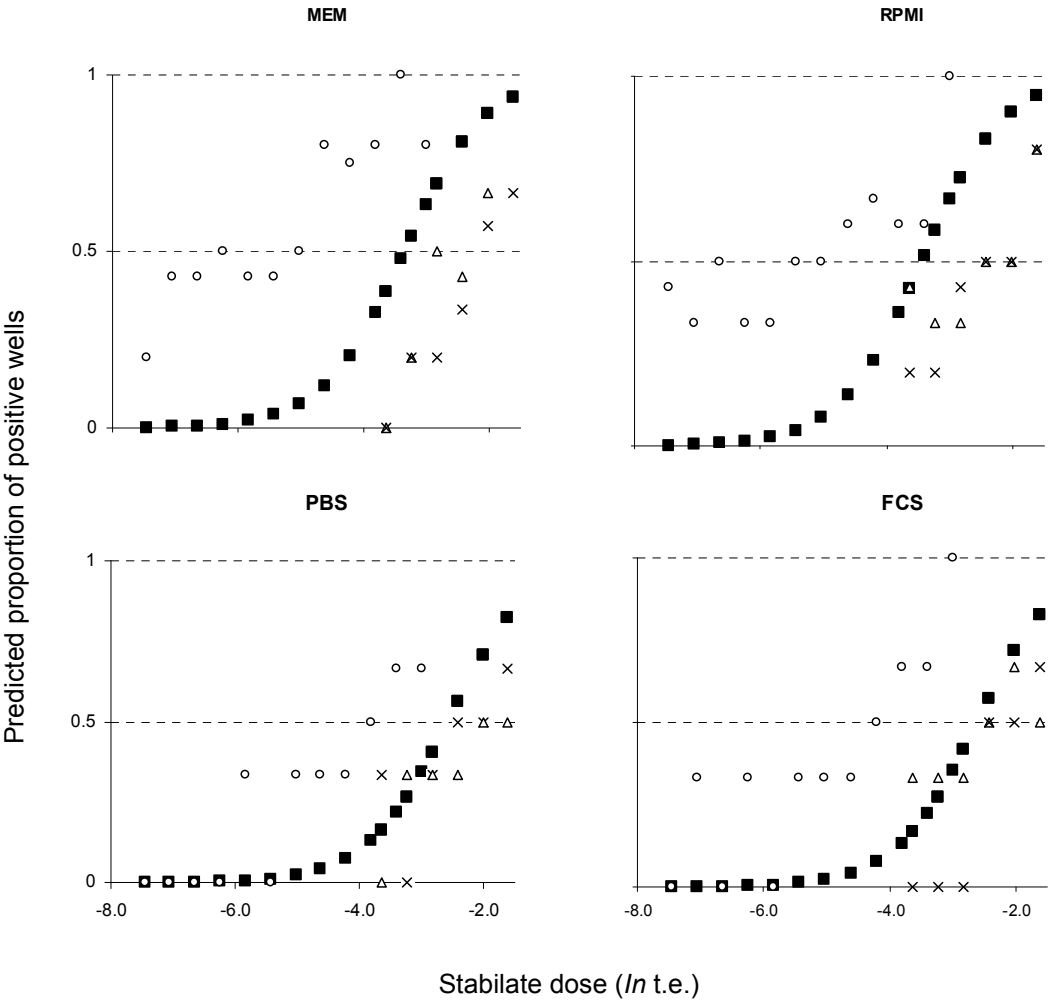 MEM
RPMI
1
0.5
0
PBS
FCS
1
0.5
0
-8.0 -6.0 -4.0 -2.0
-8.0 -6.0 -4.0 -2.0
Predicted proportion of positive wells
Stabilate dose (ln t.e.)